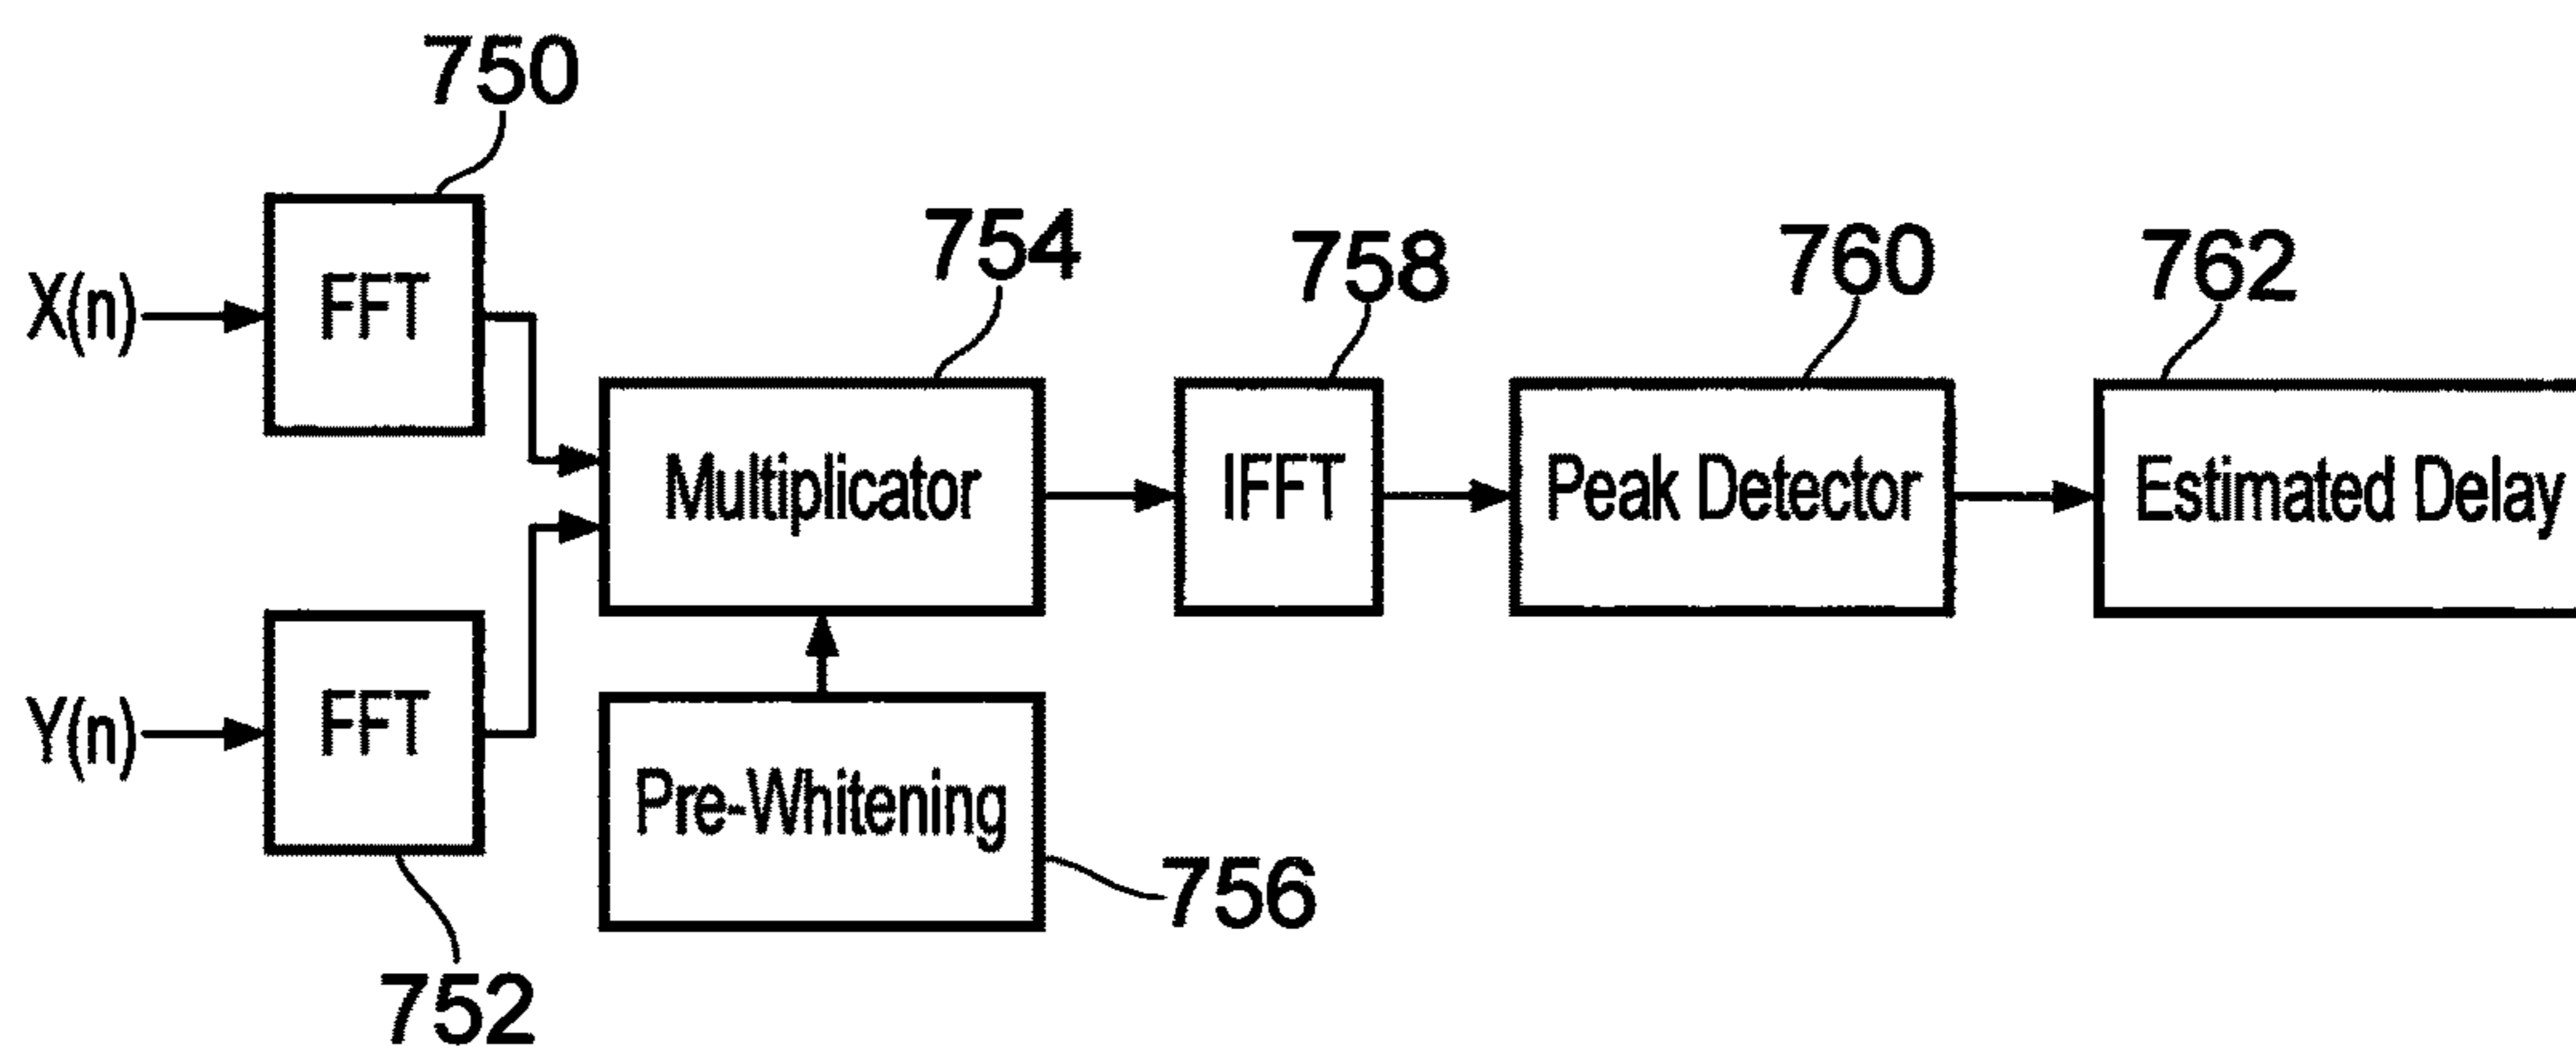 750
X(n)
FFT
754
Multiplicator
758
IFFT
760
Peak Detector
762
Estimated Delay
Y(n)
FFT
752
Pre-Whitening
756